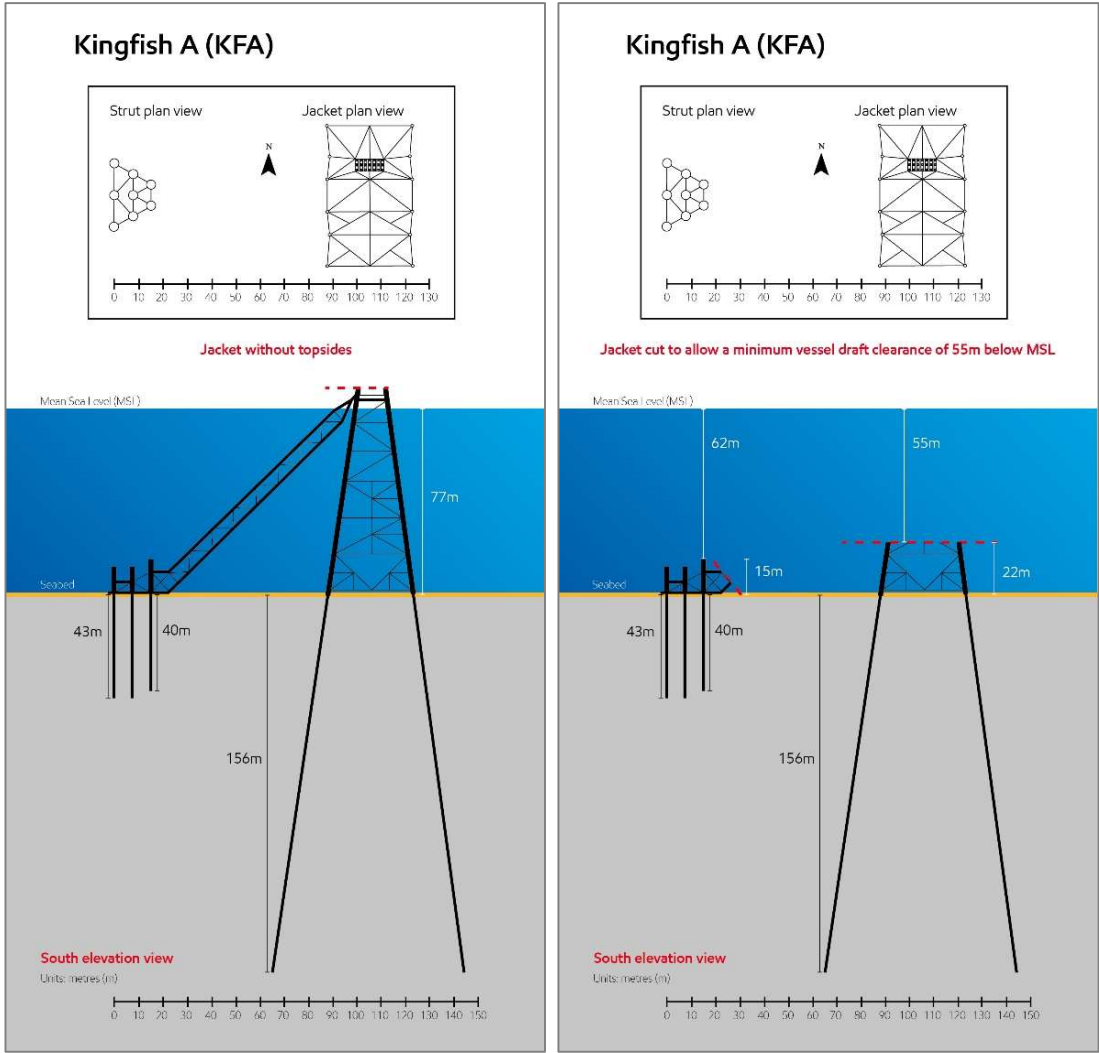 Kingfish A (KFA)
Strut plan view
Jacket plan view
N
0 10 20 30 40 50 60 70 80 90 100 110 120 130
Jacket without topsides
Mean Sea Level (MSL)
77m
Seabed
43m
40m
156m
South elevation view
Units: metres (m)
0 10 20 30 40 50 60 70 80 90 100 110 120 130 140 150
Kingfish A (KFA)
Strut plan view
Jacket plan view
N
0 10 20 30 40 50 60 70 80 90 100 110 120 130
Jacket cut to allow a minimum vessel draft clearance of 55m below MSL
Mean Sea Level (MSL)
62m
55m
15m
22m
Seabed
43m
40m
156m
South elevation view
Units: metres (m)
0 10 20 30 40 50 60 70 80 90 100 110 120 130 140 150